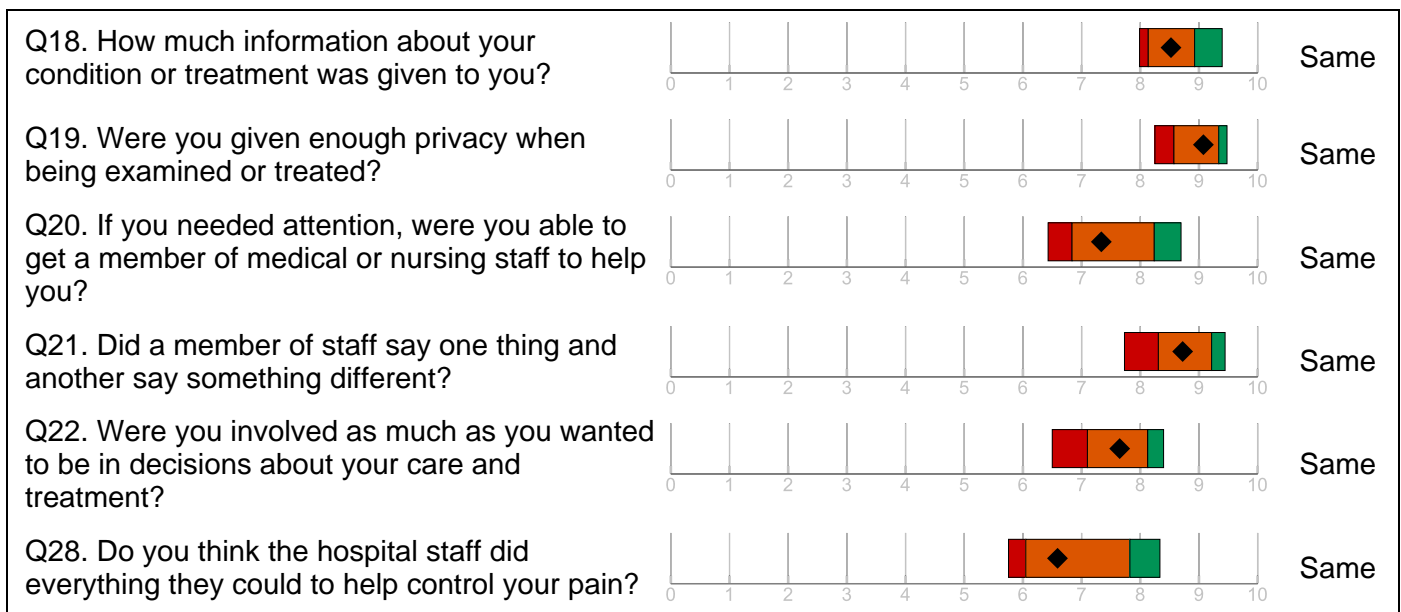 Q18. How much information about your
condition or treatment was given to you?
0 1 2 3 4 5 6 7 8 9 10
Same
Q19. Were you given enough privacy when
being examined or treated?
0 1 2 3 4 5 6 7 8 9 10
Same
Q20. If you needed attention, were you able to
get a member of medical or nursing staff to help
you?
0 1 2 3 4 5 6 7 8 9 10
Same
Q21. Did a member of staff say one thing and
another say something different?
0 1 2 3 4 5 6 7 8 9 10
Same
Q22. Were you involved as much as you wanted
to be in decisions about your care and
treatment?
0 1 2 3 4 5 6 7 8 9 10
Same
Q28. Do you think the hospital staff did
everything they could to help control your pain?
0 1 2 3 4 5 6 7 8 9 10
Same